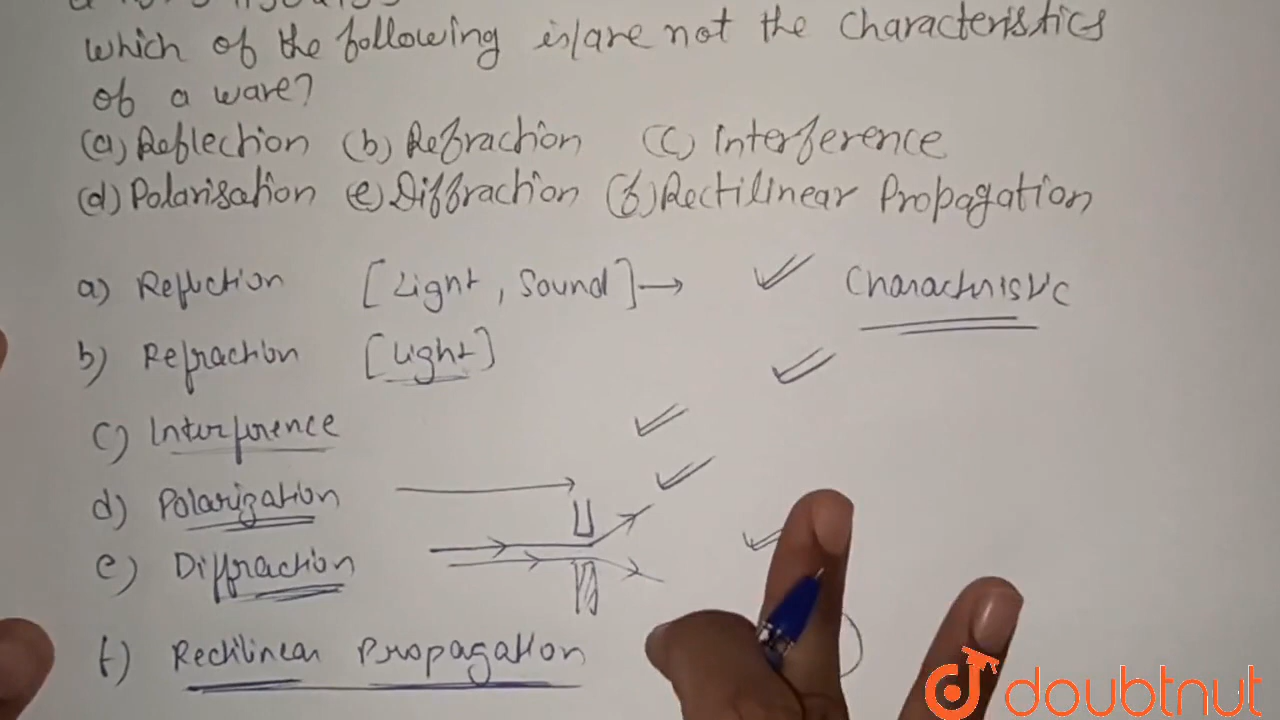 which of the following is/are not the characteristics
of a wave?
(a) Reflection (b) Refraction (c) Interference
(d) Polarisation (e) Diffraction (f) Rectilinear Propagation
a) Reflection [Light, Sound] → ✓ Characteristic
b) Refraction [Light] ✓
c) Interference ✓
d) Polarization ✓
e) Diffraction ✓
f) Rectilinear Propagation
doubtnut